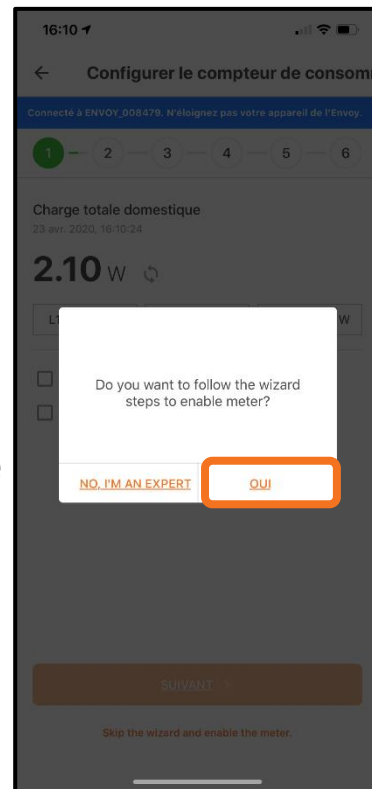 16:10
Configurer le compteur de consom
Connecté à ENVOY_008479. N'éloignez pas votre appareil de l'Envoy.
1 2 3 4 5 6
Charge totale domestique
23 avr. 2020, 16:10:24
2.10 W
L1 W
Do you want to follow the wizard
steps to enable meter?
NO, I'M AN EXPERT OUI
SUIVANT
Skip the wizard and enable the meter.